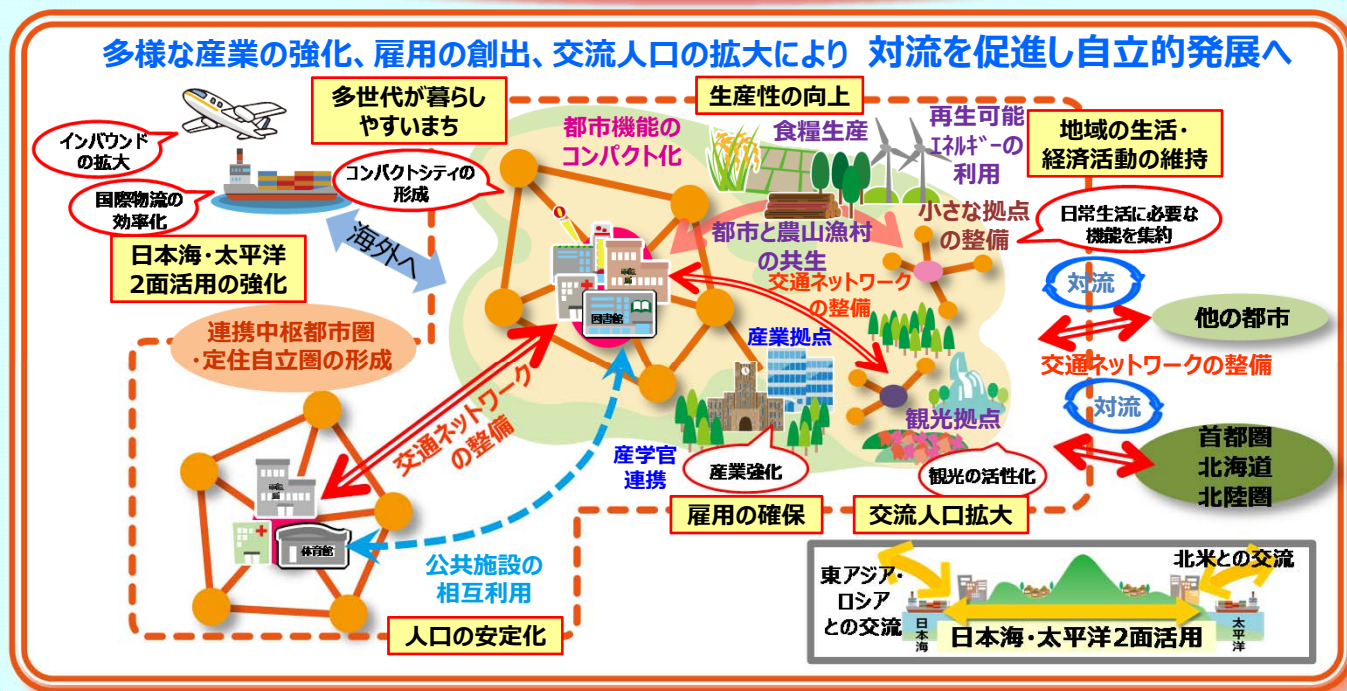 多様な産業の強化、雇用の創出、交流人口の拡大により 対流を促進し自立的発展へ
多世代が暮らし
やすいまち
生産性の向上
インバウンド
の拡大
国際物流の
効率化
コンパクトシティの
形成
都市機能の
コンパクト化
食糧生産
再生可能
エネルギーの
利用
地域の生活・
経済活動の維持
日常生活に必要な
機能を集約
小さな拠点
の整備
都市と農山漁村
の共生
海外へ
日本海・太平洋
2面活用の強化
連携中枢都市圏
・定住自立圏の形成
図書館
交通ネットワーク
の整備
産業拠点
対流
他の都市
交通ネットワークの整備
対流
首都圏
北海道
北陸圏
交通ネットワーク
の整備
産学官
連携
産業強化
観光拠点
観光の活性化
雇用の確保
交流人口拡大
体育館
公共施設の
相互利用
人口の安定化
東アジア・
ロシア
との交流
北米との交流
日本海
日本海・太平洋2面活用
太平洋